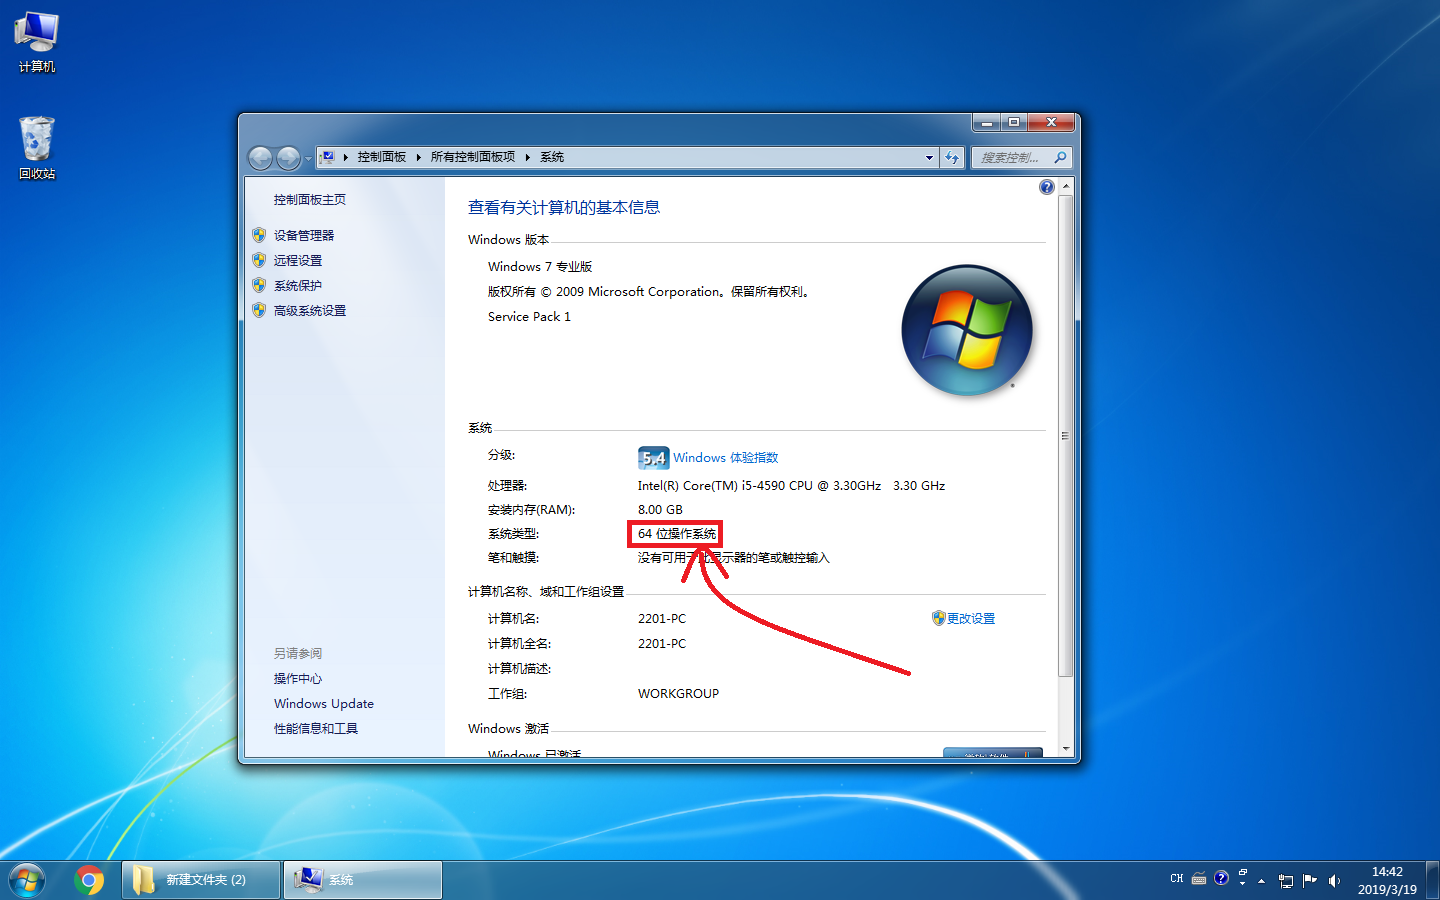 计算机
回收站
控制面板 所有控制面板项 系统
搜索控制...
控制面板主页
设备管理器
远程设置
系统保护
高级系统设置
另请参阅
操作中心
Windows Update
性能信息和工具
查看有关计算机的基本信息
Windows 版本
Windows 7 专业版
版权所有 © 2009 Microsoft Corporation。保留所有权利。
Service Pack 1
系统
分级: 5.4 Windows 体验指数
处理器: Intel(R) Core(TM) i5-4590 CPU @ 3.30GHz 3.30 GHz
安装内存(RAM): 8.00 GB
系统类型: 64 位操作系统
笔和触摸: 没有可用于此显示器的笔或触控输入
计算机名称、域和工作组设置
计算机名: 2201-PC 更改设置
计算机全名: 2201-PC
计算机描述:
工作组: WORKGROUP
Windows 激活
Windows 已激活
新建文件夹 (2)
系统
CH
14:42
2019/3/19